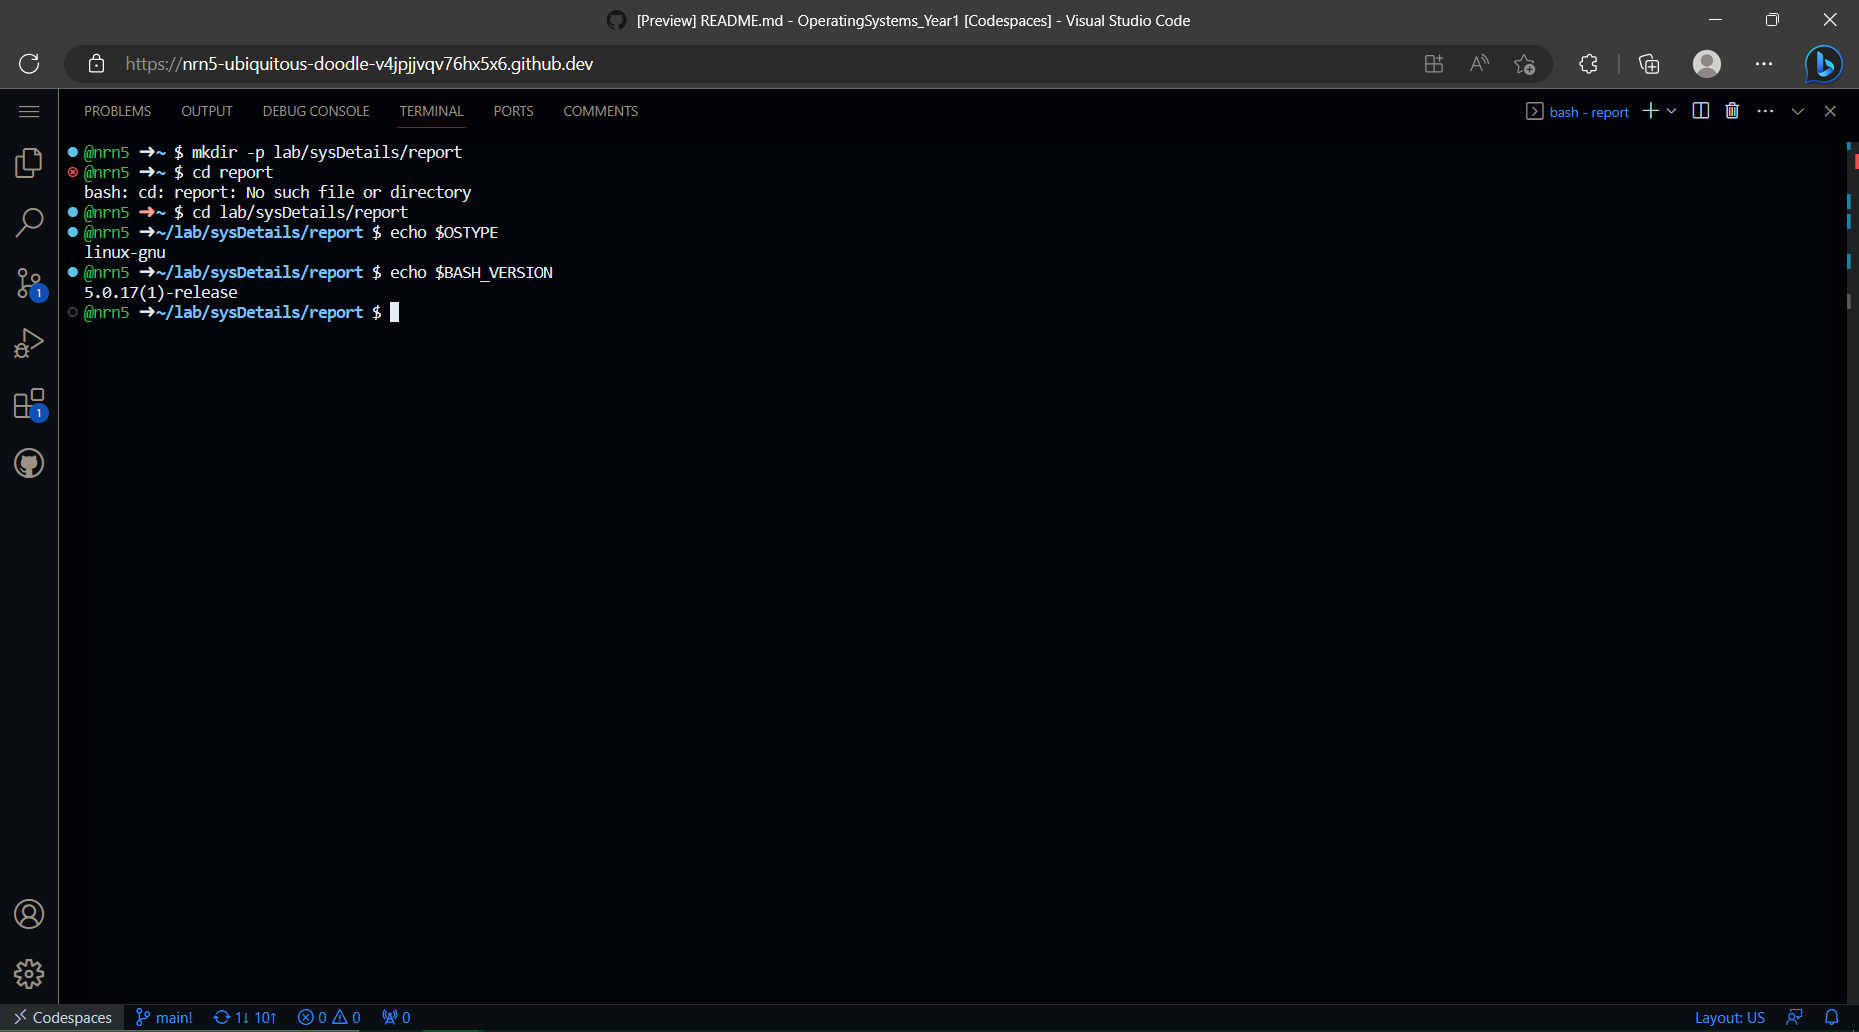 [Preview] README.md - OperatingSystems_Year1 [Codespaces] - Visual Studio Code
https://nrn5-ubiquitous-doodle-v4jpjjvqv76hx5x6.github.dev
PROBLEMS OUTPUT DEBUG CONSOLE TERMINAL PORTS COMMENTS bash - report
@nrn5 ➜~ $ mkdir -p lab/sysDetails/report
@nrn5 ➜~ $ cd report
bash: cd: report: No such file or directory
@nrn5 ➜~ $ cd lab/sysDetails/report
@nrn5 ➜~/lab/sysDetails/report $ echo $OSTYPE
linux-gnu
@nrn5 ➜~/lab/sysDetails/report $ echo $BASH_VERSION
5.0.17(1)-release
@nrn5 ➜~/lab/sysDetails/report $
1
1
Codespaces main! 1↓ 10↑ 0 0 0 Layout: US